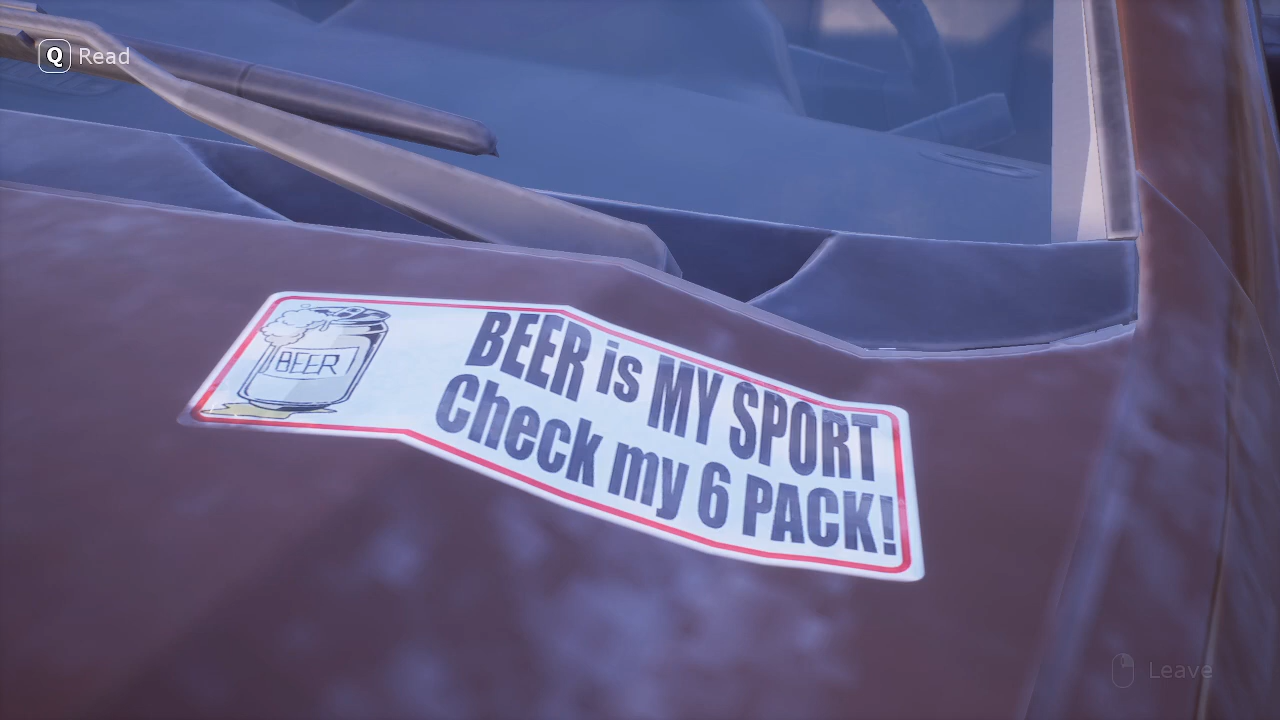 Q Read
BEER
BEER is MY SPORT
Check my 6 PACK!
Leave